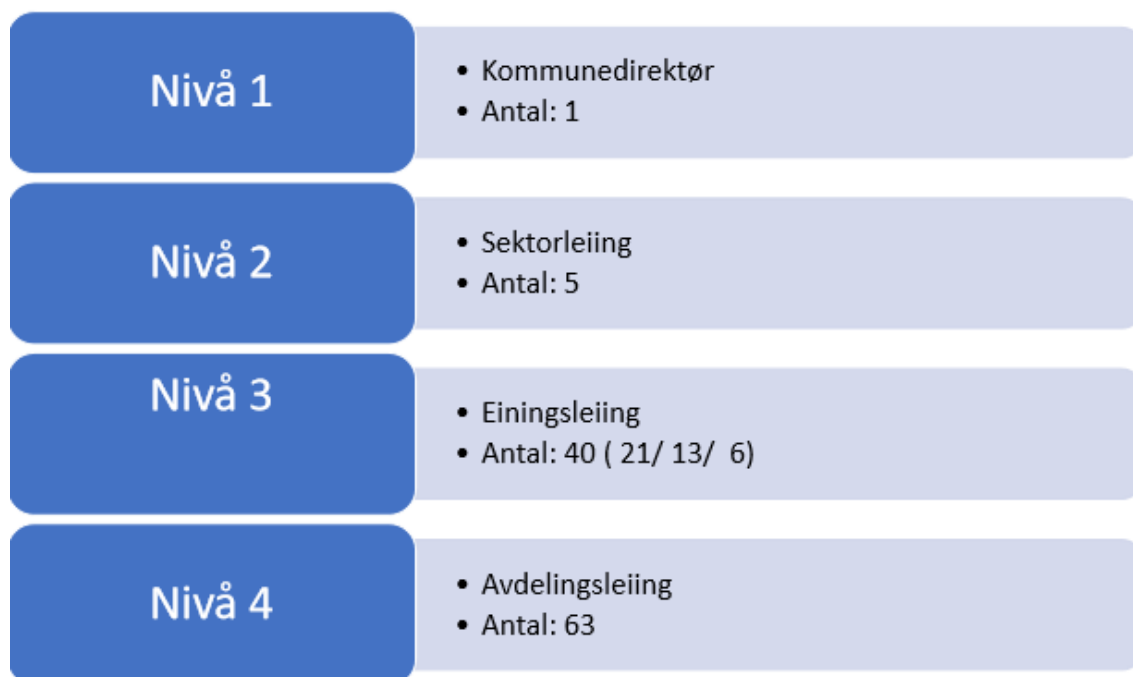 Nivå 1
• Kommunedirektør
• Antal: 1
Nivå 2
• Sektorleiing
• Antal: 5
Nivå 3
• Einingsleiing
• Antal: 40 ( 21/ 13/  6)
Nivå 4
• Avdelingsleiing
• Antal: 63